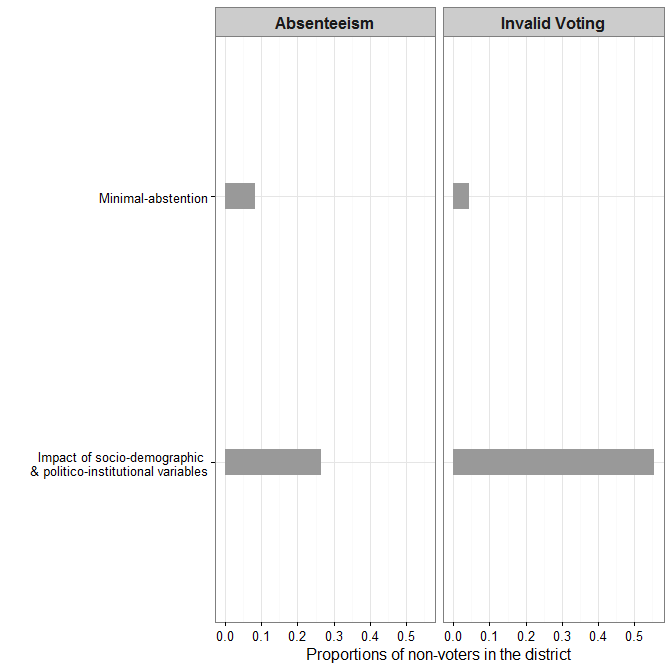 Absenteeism
Invalid Voting
Minimal-abstention
Impact of socio-demographic
& politico-institutional variables
0.0 0.1 0.2 0.3 0.4 0.5
0.0 0.1 0.2 0.3 0.4 0.5
Proportions of non-voters in the district